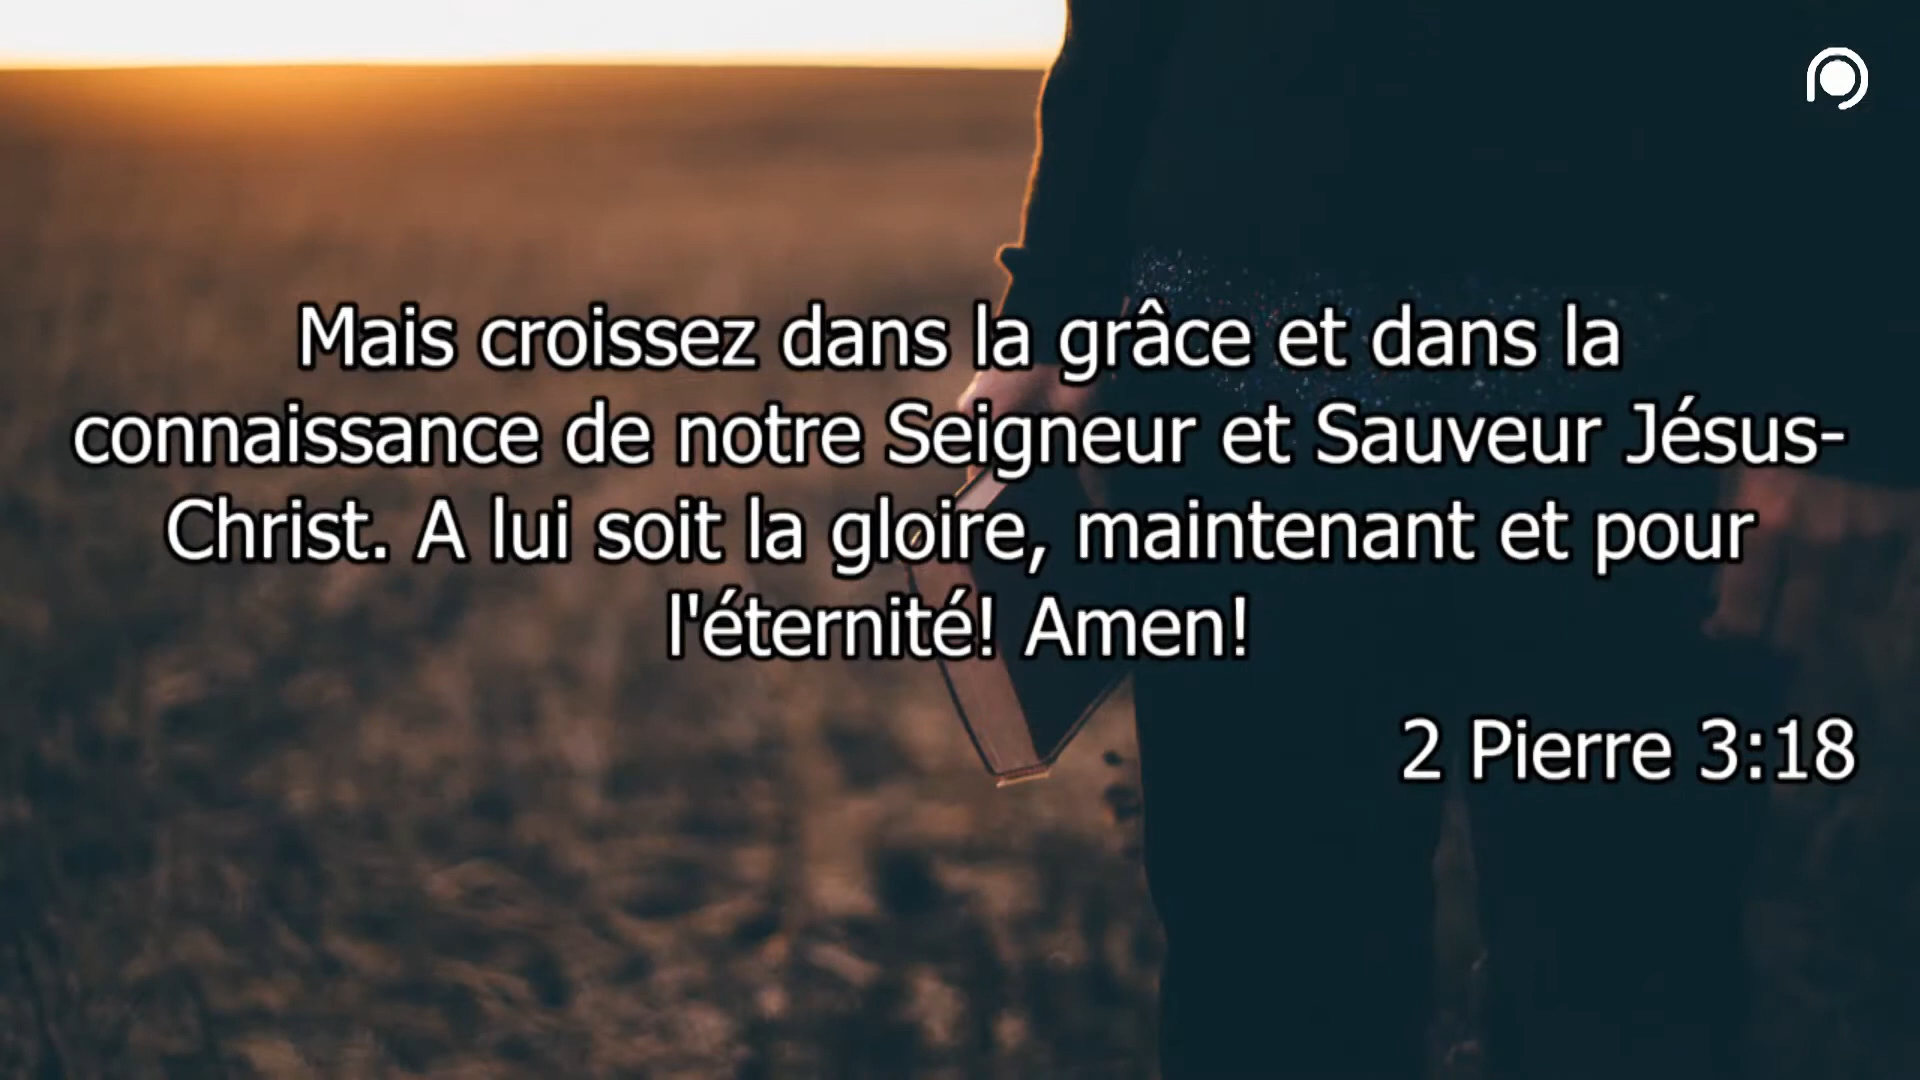 Mais croissez dans la grâce et dans la
connaissance de notre Seigneur et Sauveur Jésus-
Christ. A lui soit la gloire, maintenant et pour
l'éternité! Amen!
2 Pierre 3:18